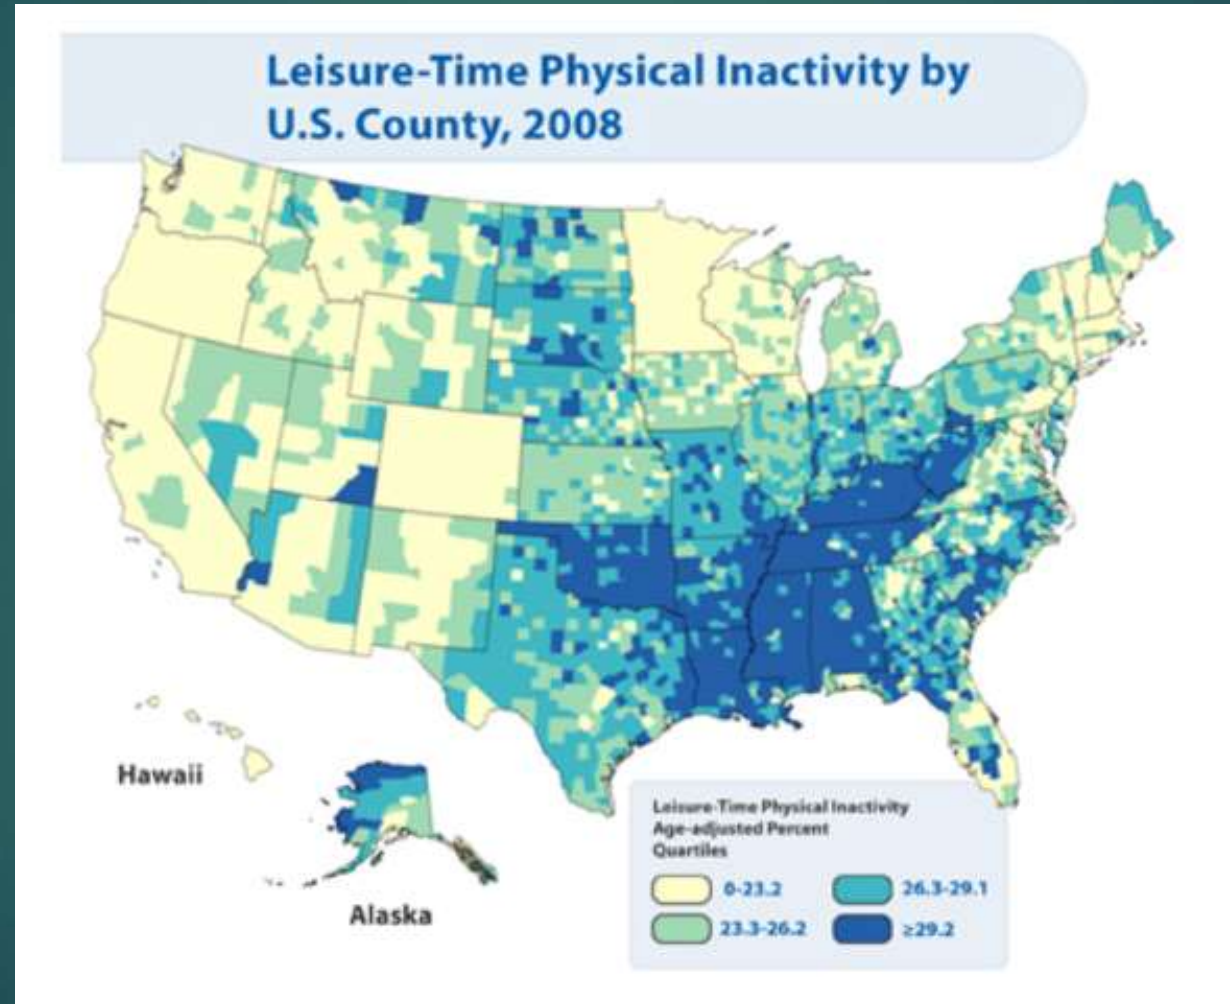 Leisure-Time Physical Inactivity by
U.S. County, 2008
Hawaii
Alaska
Leisure-Time Physical Inactivity
Age-adjusted Percent
Quartiles
0-23.2
26.3-29.1
23.3-26.2
≥29.2